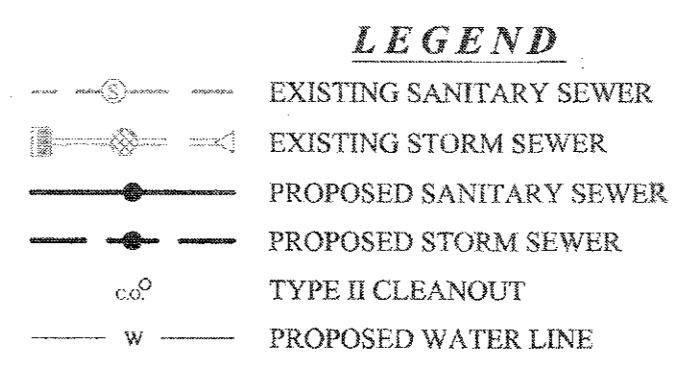 LEGEND
S EXISTING SANITARY SEWER
EXISTING STORM SEWER
PROPOSED SANITARY SEWER
PROPOSED STORM SEWER
c.o. TYPE II CLEANOUT
W PROPOSED WATER LINE